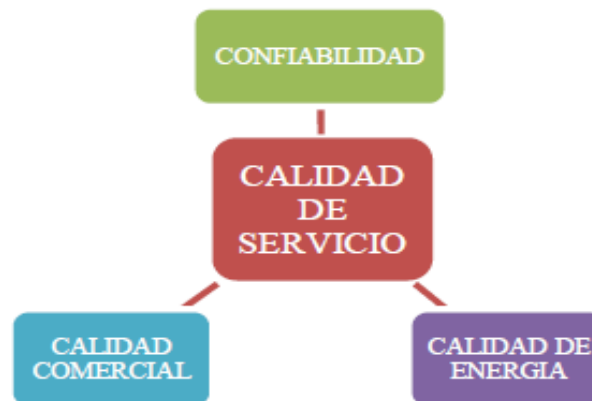 CONFIABILIDAD
CALIDAD
DE
SERVICIO
CALIDAD
COMERCIAL
CALIDAD DE
ENERGIA